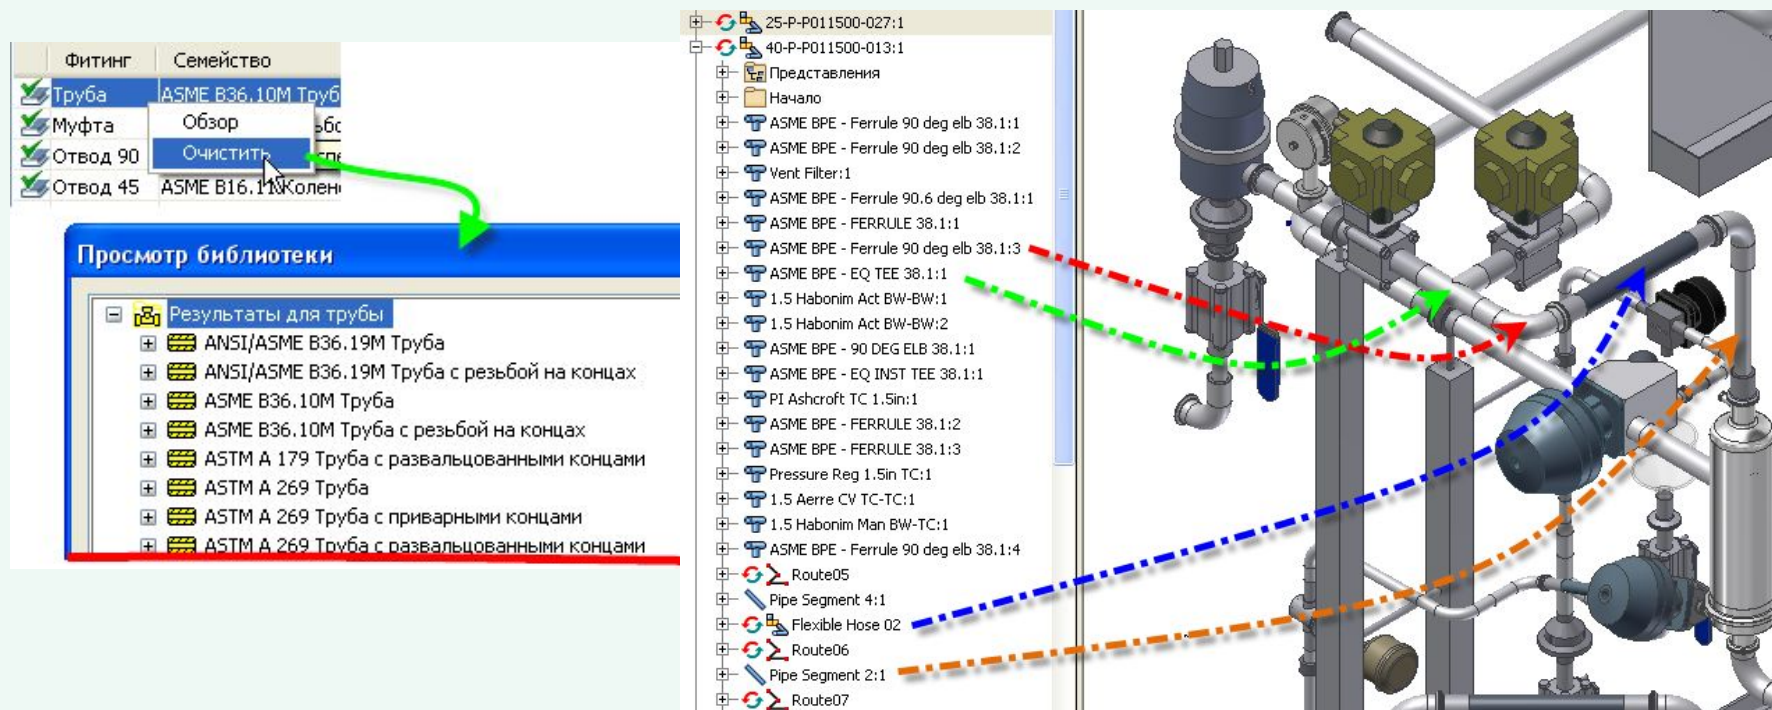 Фитинг Семейство
Труба ASME B36.10M Труб
Муфта
Отвод 90
Отвод 45 ASME B16.11 Колен
Обзор
Очистить
Просмотр библиотеки
Результаты для трубы
ANSI/ASME B36.19M Труба
ANSI/ASME B36.19M Труба с резьбой на концах
ASME B36.10M Труба
ASME B36.10M Труба с резьбой на концах
ASTM A 179 Труба с развальцованными концами
ASTM A 269 Труба
ASTM A 269 Труба с приварными концами
ASTM A 269 Труба с развальцованными концами
25-P-P011500-027:1
40-P-P011500-013:1
Представления
Начало
ASME BPE - Ferrule 90 deg elb 38.1:1
ASME BPE - Ferrule 90 deg elb 38.1:2
Vent Filter:1
ASME BPE - Ferrule 90.6 deg elb 38.1:1
ASME BPE - FERRULE 38.1:1
ASME BPE - Ferrule 90 deg elb 38.1:3
ASME BPE - EQ TEE 38.1:1
1.5 Habonim Act BW-BW:1
1.5 Habonim Act BW-BW:2
ASME BPE - 90 DEG ELB 38.1:1
ASME BPE - EQ INST TEE 38.1:1
PI Ashcroft TC 1.5in:1
ASME BPE - FERRULE 38.1:2
ASME BPE - FERRULE 38.1:3
Pressure Reg 1.5in TC:1
1.5 Aerre CV TC-TC:1
1.5 Habonim Man BW-TC:1
ASME BPE - Ferrule 90 deg elb 38.1:4
Route05
Pipe Segment 4:1
Flexible Hose 02
Route06
Pipe Segment 2:1
Route07